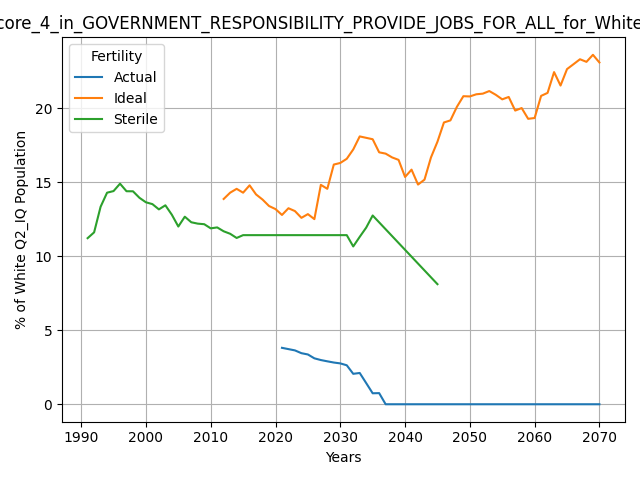 core_4_in_GOVERNMENT_RESPONSIBILITY_PROVIDE_JOBS_FOR_ALL_for_White
Fertility
Actual
Ideal
Sterile
% of White Q2_IQ Population
20
15
10
5
0
1990 2000 2010 2020 2030 2040 2050 2060 2070
Years